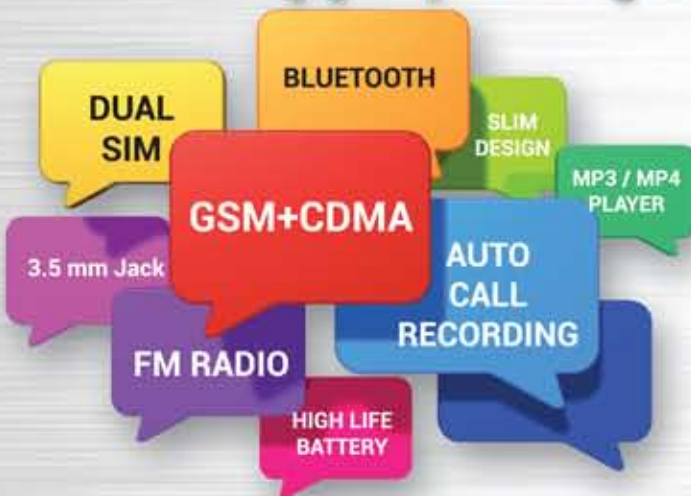 BLUETOOTH
DUAL
SIM
SLIM
DESIGN
MP3 / MP4
PLAYER
GSM+CDMA
3.5 mm Jack
AUTO
CALL
RECORDING
FM RADIO
HIGH LIFE
BATTERY